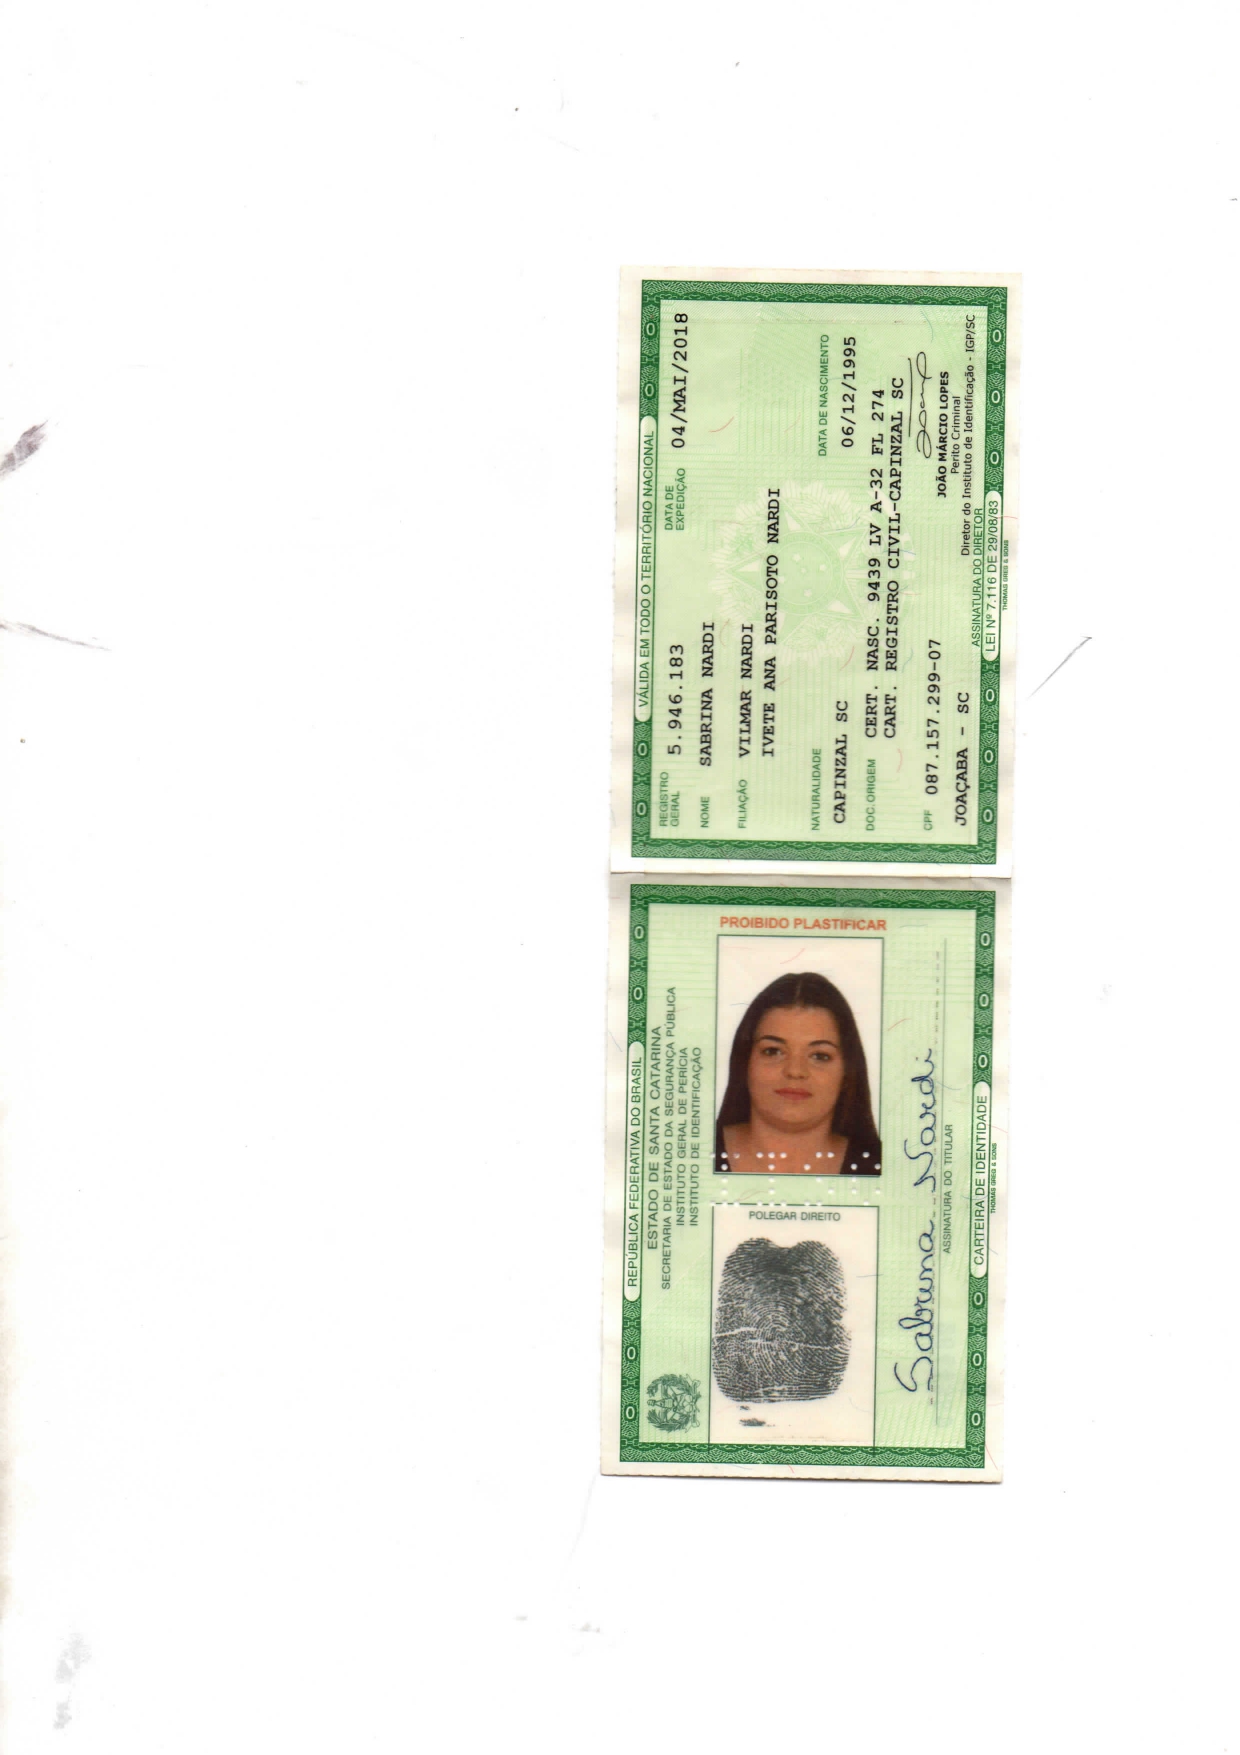 VÁLIDA EM TODO O TERRITÓRIO NACIONAL
REGISTRO GERAL 5.946.183 DATA DE EXPEDIÇÃO 04/MAI/2018
NOME SABRINA NARDI
FILIAÇÃO VILMAR NARDI
IVETE ANA PARISOTO NARDI
NATURALIDADE DATA DE NASCIMENTO
CAPINZAL SC 06/12/1995
DOC. ORIGEM CERT. NASC. 9439 LV A-32 FL 274
CART. REGISTRO CIVIL-CAPINZAL SC
CPF 087.157.299-07
JOÃO MÁRCIO LOPES
Perito Criminal
JOAÇABA - SC Diretor do Instituto de Identificação - IGP/SC
ASSINATURA DO DIRETOR
LEI Nº 7.116 DE 29/08/83
THOMAS GREG & SONS
REPÚBLICA FEDERATIVA DO BRASIL
ESTADO DE SANTA CATARINA
SECRETARIA DE ESTADO DA SEGURANÇA PÚBLICA
INSTITUTO GERAL DE PERÍCIA
INSTITUTO DE IDENTIFICAÇÃO
PROIBIDO PLASTIFICAR
POLEGAR DIREITO
Sabrina Nardi
ASSINATURA DO TITULAR
CARTEIRA DE IDENTIDADE
THOMAS GREG & SONS